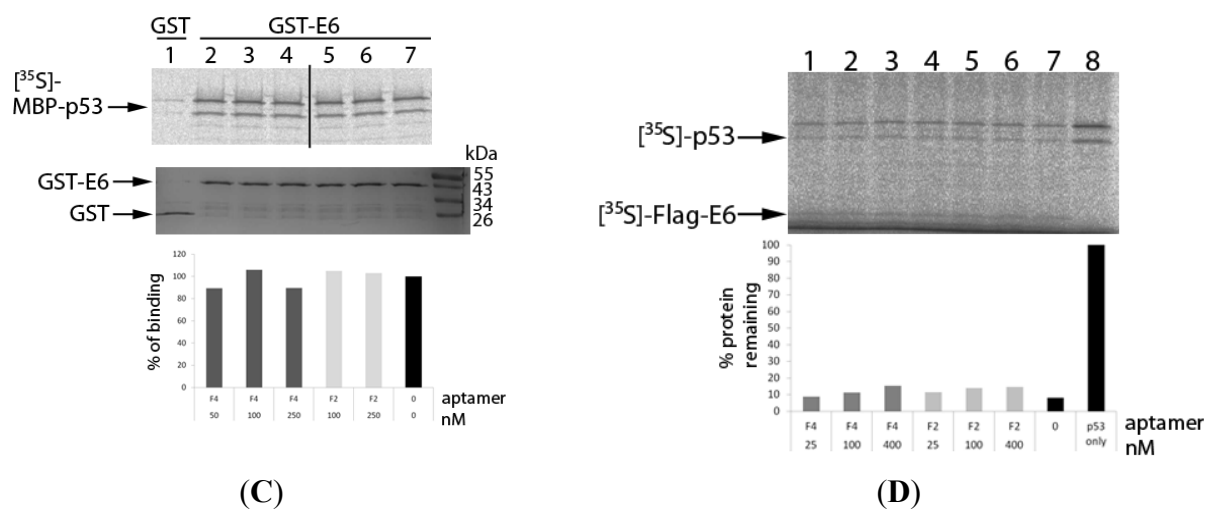 GST GST-E6
1 2 3 4 5 6 7
[³⁵S]-
MBP-p53
kDa
GST-E6
GST
55
43
34
26
% of binding
120
100
80
60
40
20
0
F4 F4 F4 F2 F2 0 aptamer
50 100 250 100 250 0 nM
(C)
1 2 3 4 5 6 7 8
[³⁵S]-p53
[³⁵S]-Flag-E6
% protein
remaining
100
90
80
70
60
50
40
30
20
10
0
F4 F4 F4 F2 F2 F2 0 p53 aptamer
25 100 400 25 100 400 only nM
(D)